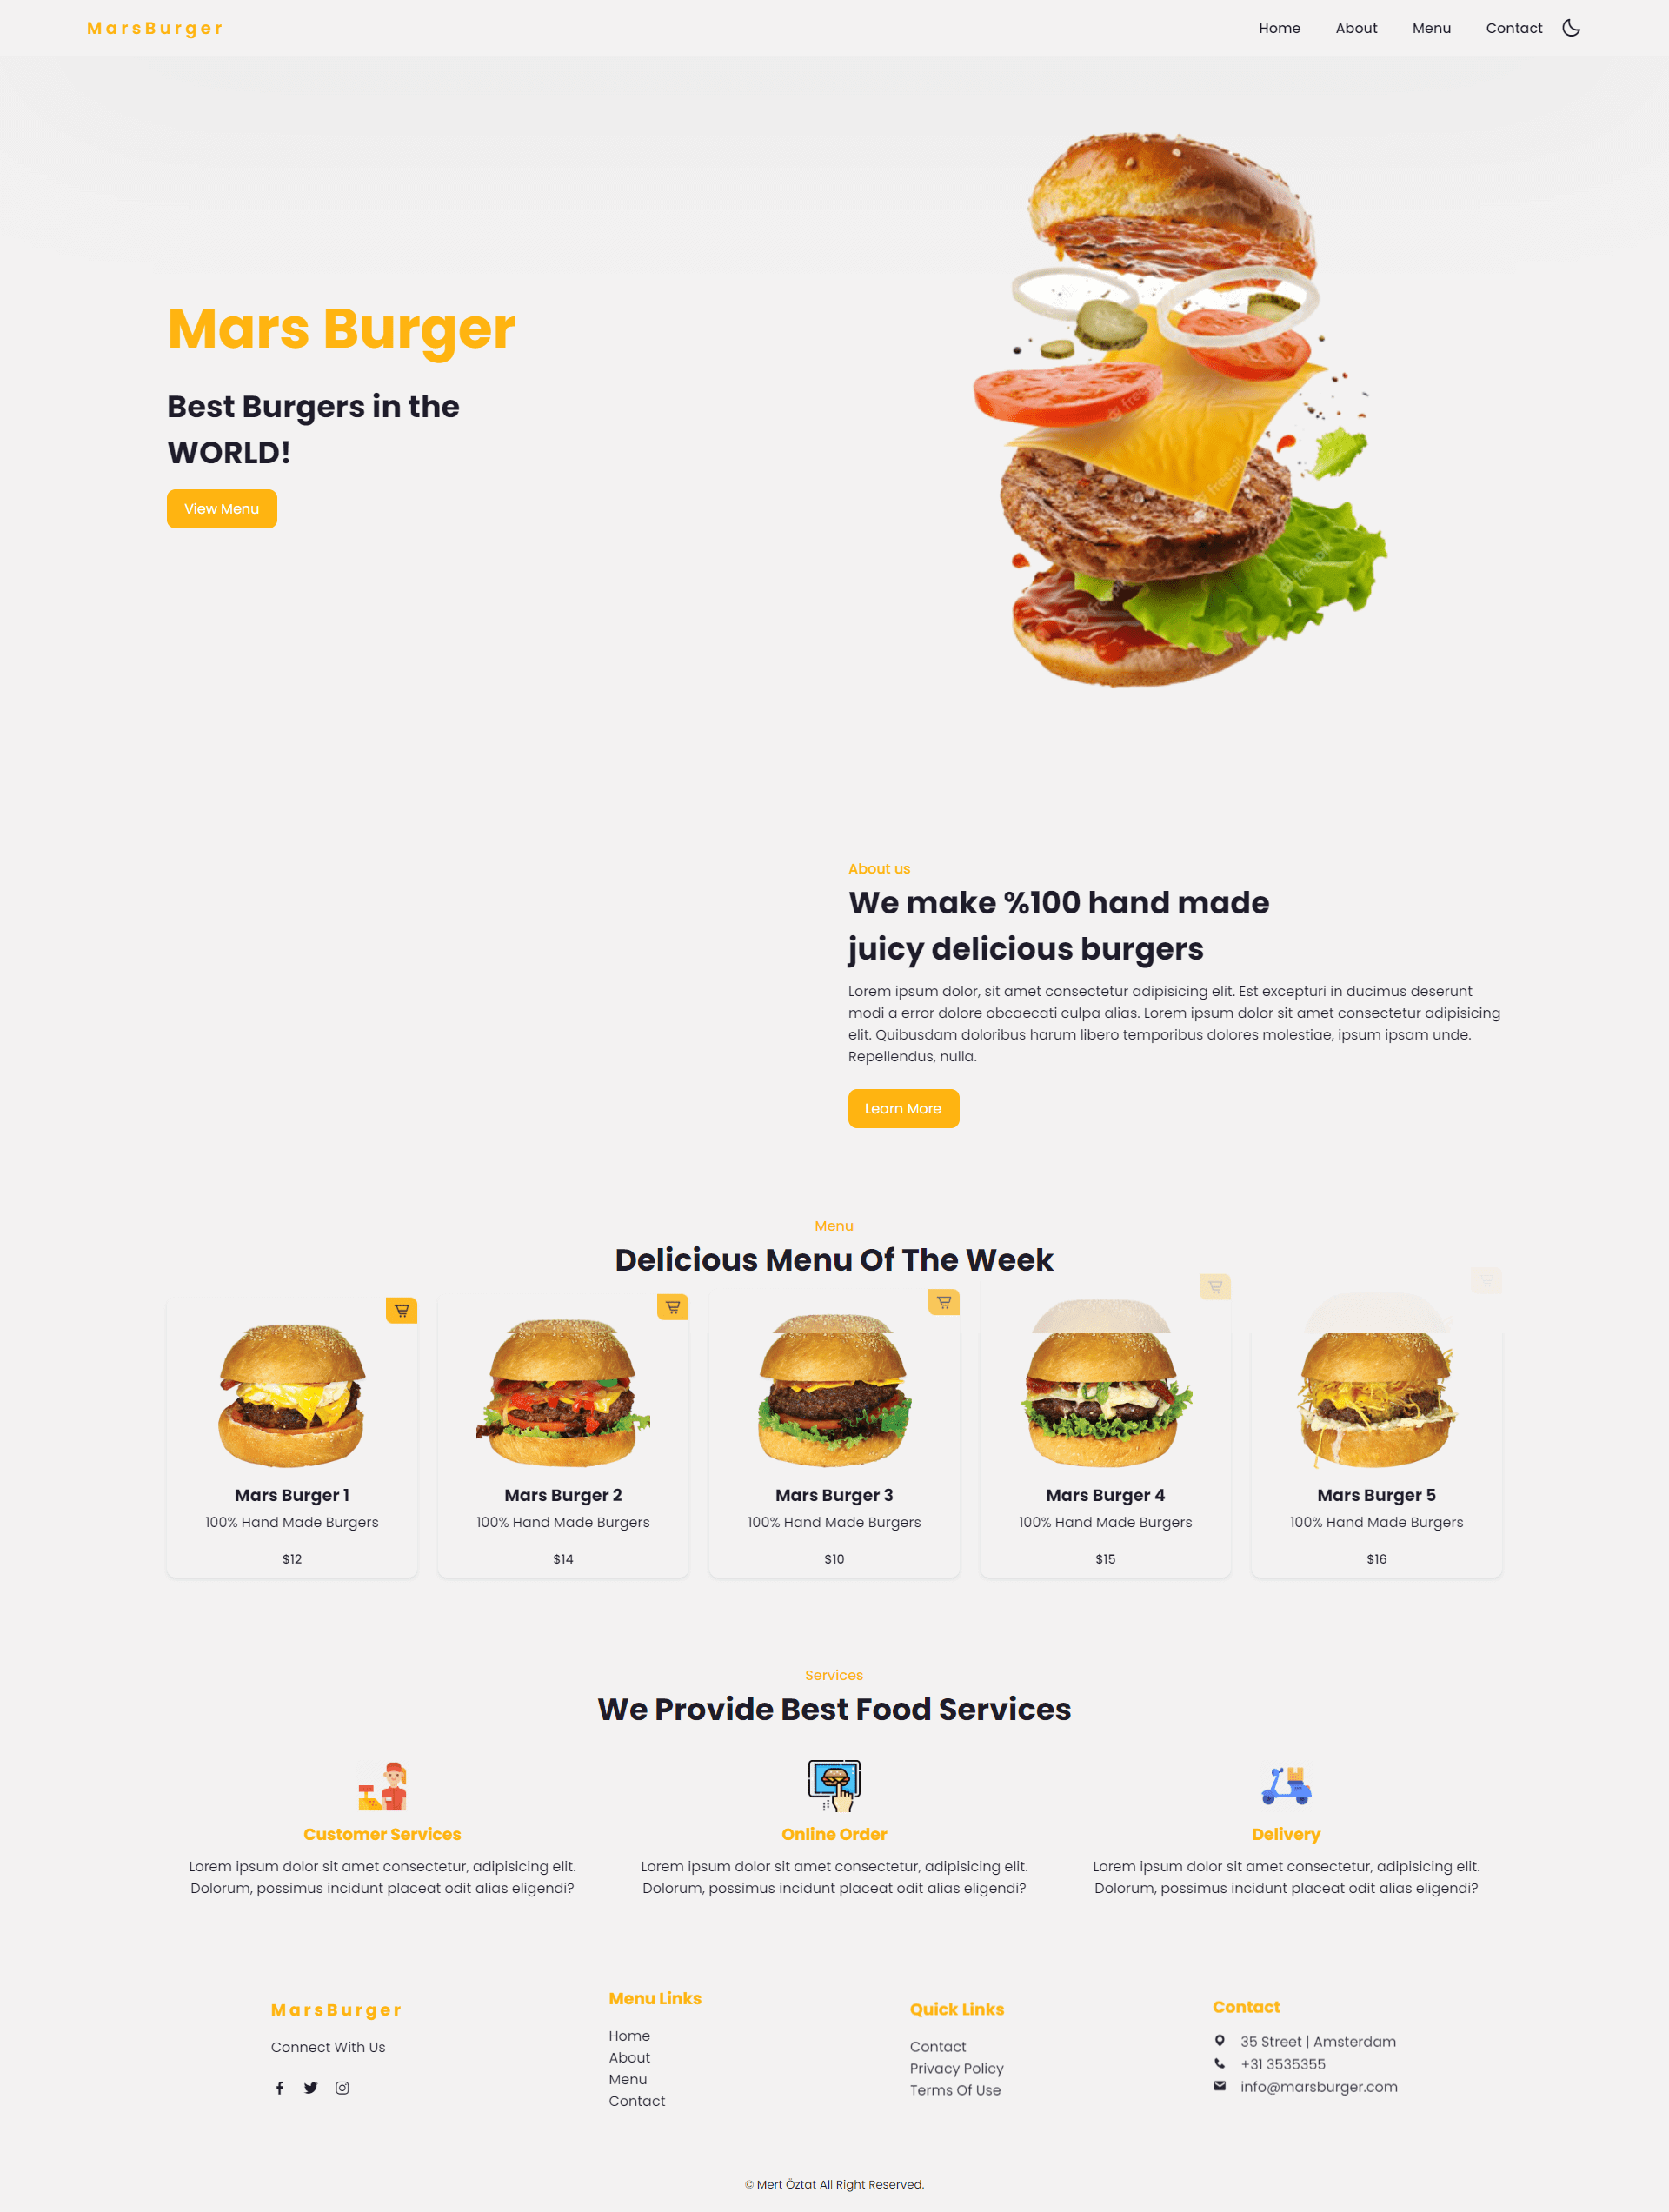 MarsBurger
Home
About
Menu
Contact
freepik
Mars Burger
Best Burgers in the
WORLD!
View Menu
About us
We make %100 hand made
juicy delicious burgers
Lorem ipsum dolor, sit amet consectetur adipisicing elit. Est excepturi in ducimus deserunt
modi a error dolore obcaecati culpa alias. Lorem ipsum dolor sit amet consectetur adipisicing
elit. Quibusdam doloribus harum libero temporibus dolores molestiae, ipsum ipsam unde.
Repellendus, nulla.
Learn More
Menu
Delicious Menu Of The Week
Mars Burger 1
100% Hand Made Burgers
$12
Mars Burger 2
100% Hand Made Burgers
$14
Mars Burger 3
100% Hand Made Burgers
$10
Mars Burger 4
100% Hand Made Burgers
$15
Mars Burger 5
100% Hand Made Burgers
$16
Services
We Provide Best Food Services
Customer Services
Lorem ipsum dolor sit amet consectetur, adipisicing elit.
Dolorum, possimus incidunt placeat odit alias eligendi?
Online Order
Lorem ipsum dolor sit amet consectetur, adipisicing elit.
Dolorum, possimus incidunt placeat odit alias eligendi?
Delivery
Lorem ipsum dolor sit amet consectetur, adipisicing elit.
Dolorum, possimus incidunt placeat odit alias eligendi?
MarsBurger
Connect With Us
Menu Links
Home
About
Menu
Contact
Quick Links
Contact
Privacy Policy
Terms Of Use
Contact
35 Street | Amsterdam
+31 3535355
info@marsburger.com
© Mert Öztat All Right Reserved.